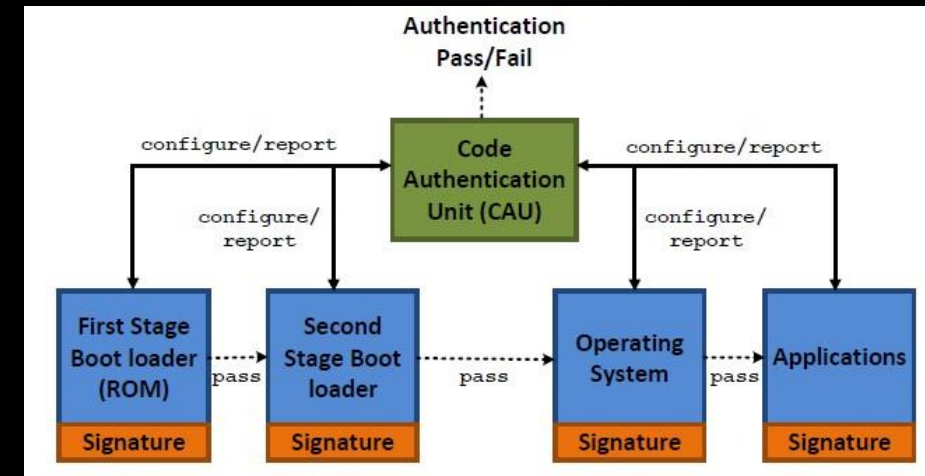 Authentication
Pass/Fail
configure/report
Code
Authentication
Unit (CAU)
configure/report
configure/
report
configure/
report
First Stage
Boot loader
(ROM)
pass
Second
Stage Boot
loader
pass
Operating
System
pass
Applications
Signature
Signature
Signature
Signature